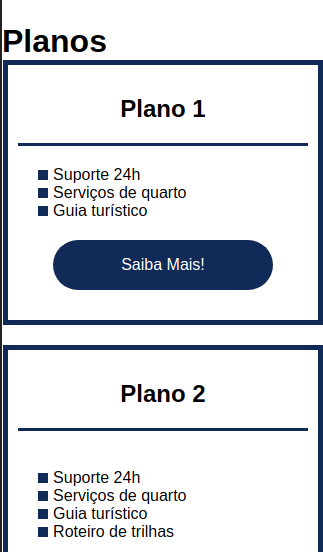 Planos
Plano 1
Suporte 24h
Serviços de quarto
Guia turístico
Saiba Mais!
Plano 2
Suporte 24h
Serviços de quarto
Guia turístico
Roteiro de trilhas